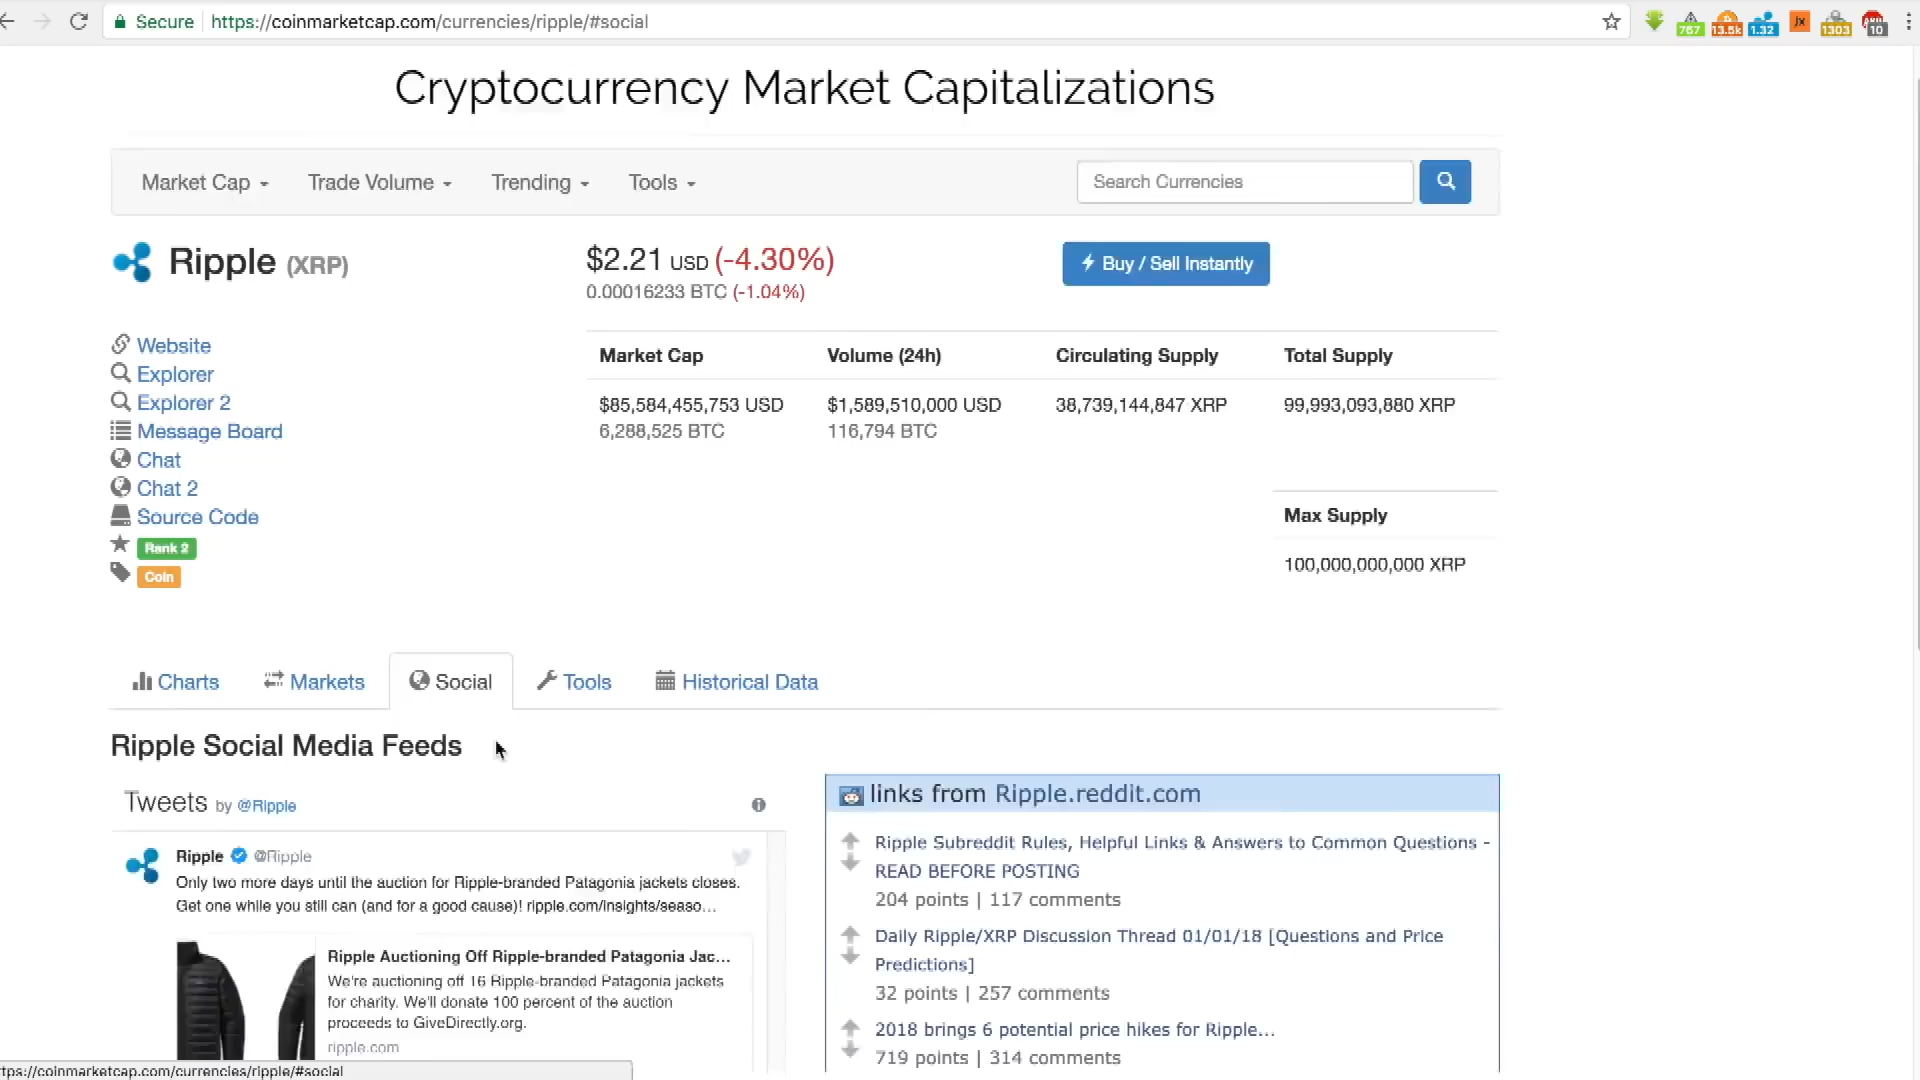 Secure https://coinmarketcap.com/currencies/ripple/#social
767 13.5k 1.32 Jx 1303 10
Cryptocurrency Market Capitalizations
Market Cap Trade Volume Trending Tools Search Currencies
Ripple (XRP) $2.21 USD (-4.30%) Buy / Sell Instantly
0.00016233 BTC (-1.04%)
Website
Explorer
Explorer 2
Message Board
Chat
Chat 2
Source Code
Rank 2
Coin
Market Cap Volume (24h) Circulating Supply Total Supply
$85,584,455,753 USD $1,589,510,000 USD 38,739,144,847 XRP 99,993,093,880 XRP
6,288,525 BTC 116,794 BTC
Max Supply
100,000,000,000 XRP
Charts Markets Social Tools Historical Data
Ripple Social Media Feeds
Tweets by @Ripple
Ripple @Ripple
Only two more days until the auction for Ripple-branded Patagonia jackets closes.
Get one while you still can (and for a good cause)! ripple.com/insights/seaso…
Ripple Auctioning Off Ripple-branded Patagonia Jac...
We're auctioning off 16 Ripple-branded Patagonia jackets
for charity. We'll donate 100 percent of the auction
proceeds to GiveDirectly.org.
ripple.com
links from Ripple.reddit.com
Ripple Subreddit Rules, Helpful Links & Answers to Common Questions -
READ BEFORE POSTING
204 points | 117 comments
Daily Ripple/XRP Discussion Thread 01/01/18 [Questions and Price
Predictions]
32 points | 257 comments
2018 brings 6 potential price hikes for Ripple...
719 points | 314 comments
ttps://coinmarketcap.com/currencies/ripple/#social